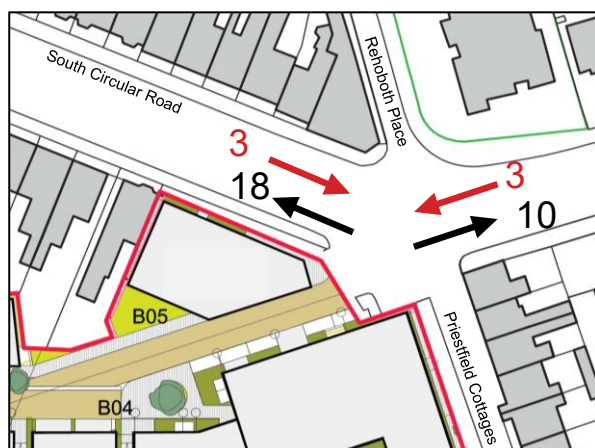 South Circular Road
Rehoboth Place
3
18
3
10
B05
Priestfield Cottages
B04